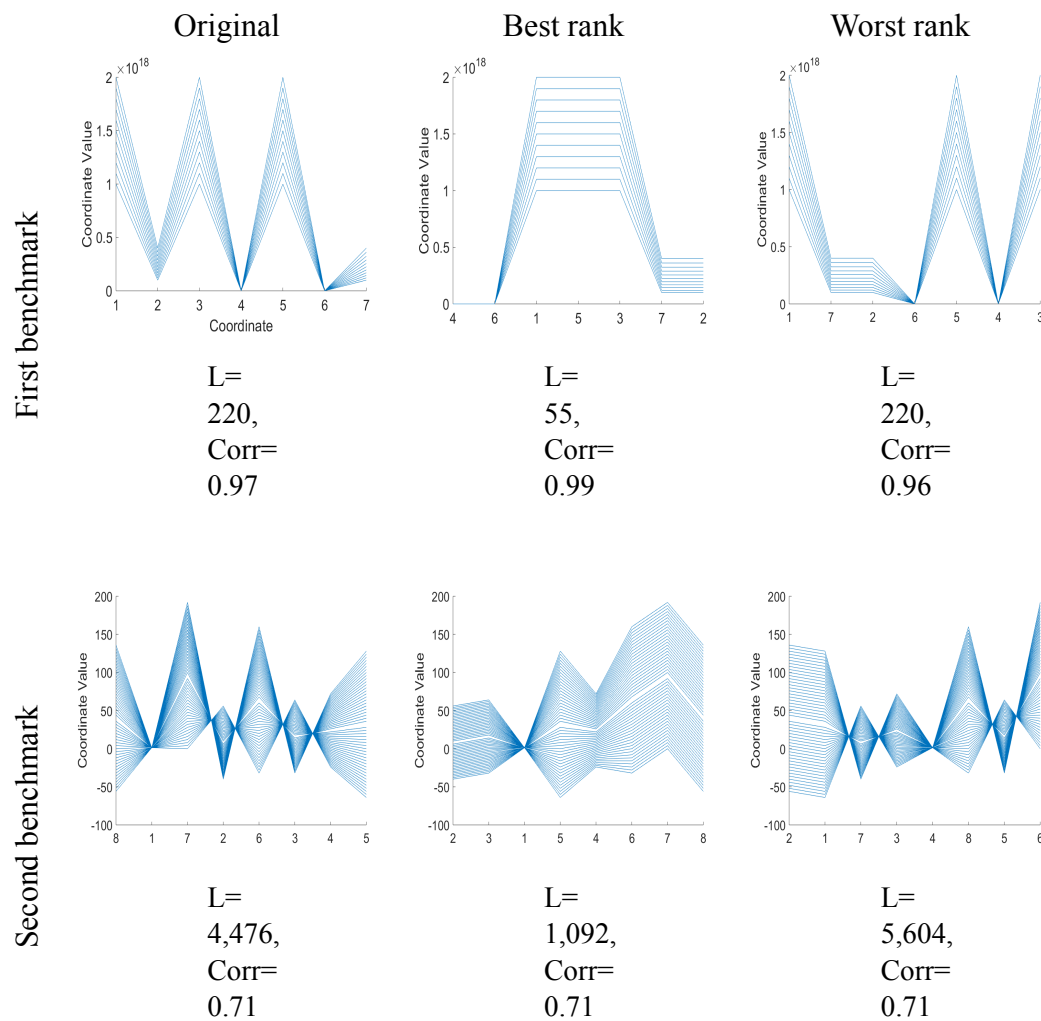 Original
Best rank
Worst rank
First benchmark
×10^18
2
1.5
1
0.5
0
Coordinate Value
1 2 3 4 5 6 7
Coordinate
×10^18
2
1.5
1
0.5
0
Coordinate Value
4 6 1 5 3 7 2
×10^18
2
1.5
1
0.5
0
Coordinate Value
1 7 2 6 5 4 3
L=
220,
Corr=
0.97
L=
55,
Corr=
0.99
L=
220,
Corr=
0.96
Second benchmark
200
150
100
50
0
-50
-100
Coordinate Value
8 1 7 2 6 3 4 5
200
150
100
50
0
-50
-100
Coordinate Value
2 3 1 5 4 6 7 8
200
150
100
50
0
-50
-100
Coordinate Value
2 1 7 3 4 8 5 6
L=
4,476,
Corr=
0.71
L=
1,092,
Corr=
0.71
L=
5,604,
Corr=
0.71